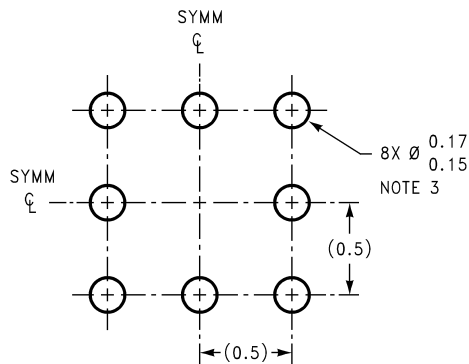 SYMM
℄
8X Ø 0.17
0.15
NOTE 3
SYMM
℄
(0.5)
(0.5)